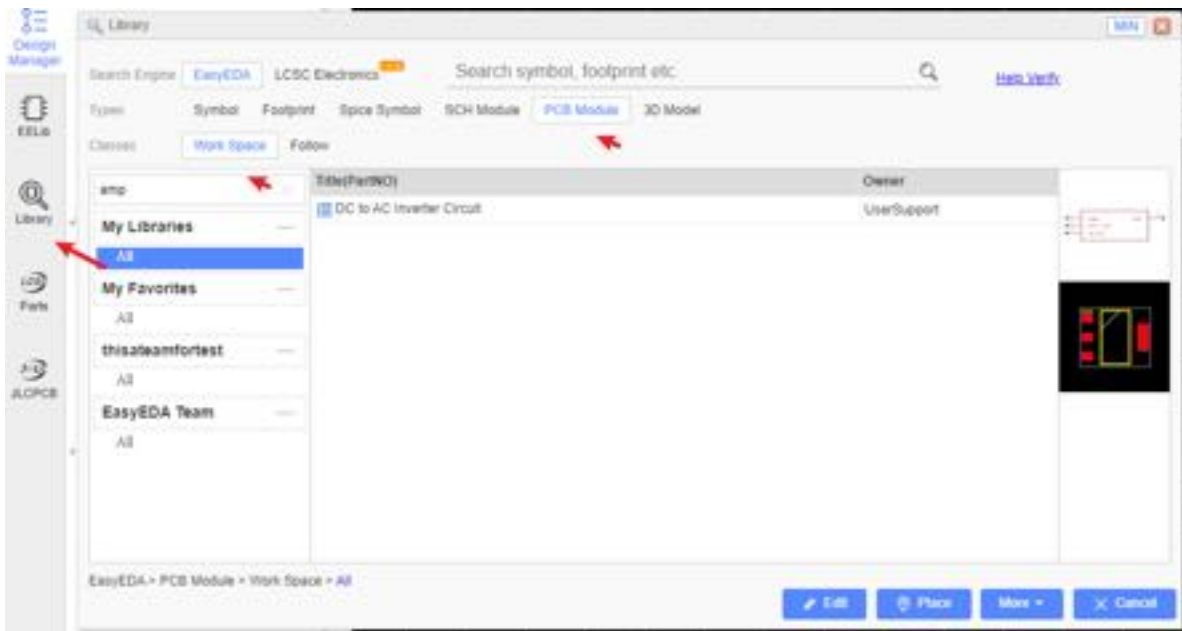 Design
Manager
EELib
Library
Parts
JLCPCB
Library
MIN
Search Engine EasyEDA LCSC Electronics Search symbol, footprint etc. Help Verify
Types Symbol Footprint Spice Symbol SCH Module PCB Module 3D Model
Classes Work Space Follow
amp
Title(PartNO) Owner
DC to AC Inverter Circuit UserSupport
My Libraries
All
My Favorites
All
thisateamfortest
All
EasyEDA Team
All
EasyEDA > PCB Module > Work Space > All
Edit Place More Cancel